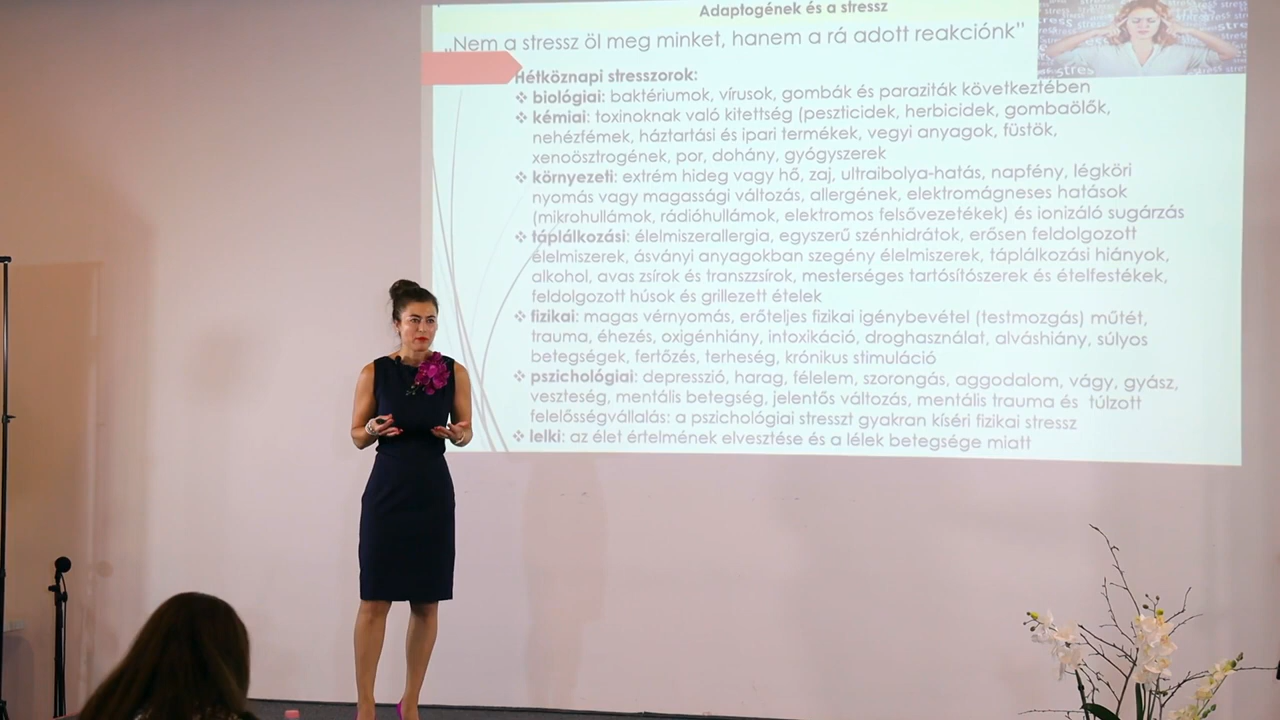 Adaptogének és a stressz
„Nem a stressz öl meg minket, hanem a rá adott reakciónk”
Hétköznapi stresszorok:
❖ biológiai: baktériumok, vírusok, gombák és paraziták következtében
❖ kémiai: toxinoknak való kitettség (peszticidek, herbicidek, gombaölők,
nehézfémek, háztartási és ipari termékek, vegyi anyagok, füstök,
xenoösztrogének, por, dohány, gyógyszerek
❖ környezeti: extrém hideg vagy hő, zaj, ultraibolya-hatás, napfény, légköri
nyomás vagy magassági változás, allergének, elektromágneses hatások
(mikrohullámok, rádióhullámok, elektromos felsővezetékek) és ionizáló sugárzás
❖ táplálkozási: élelmiszerallergia, egyszerű szénhidrátok, erősen feldolgozott
élelmiszerek, ásványi anyagokban szegény élelmiszerek, táplálkozási hiányok,
alkohol, avas zsírok és transzzsírok, mesterséges tartósítószerek és ételfestékek,
feldolgozott húsok és grillezett ételek
❖ fizikai: magas vérnyomás, erőteljes fizikai igénybevétel (testmozgás) műtét,
trauma, éhezés, oxigénhiány, intoxikáció, droghasználat, alváshiány, súlyos
betegségek, fertőzés, terheség, krónikus stimuláció
❖ pszichológiai: depresszió, harag, félelem, szorongás, aggodalom, vágy, gyász,
veszteség, mentális betegség, jelentős változás, mentális trauma és túlzott
felelősségvállalás: a pszichológiai stresszt gyakran kíséri fizikai stressz
❖ lelki: az élet értelmének elvesztése és a lélek betegsége miatt